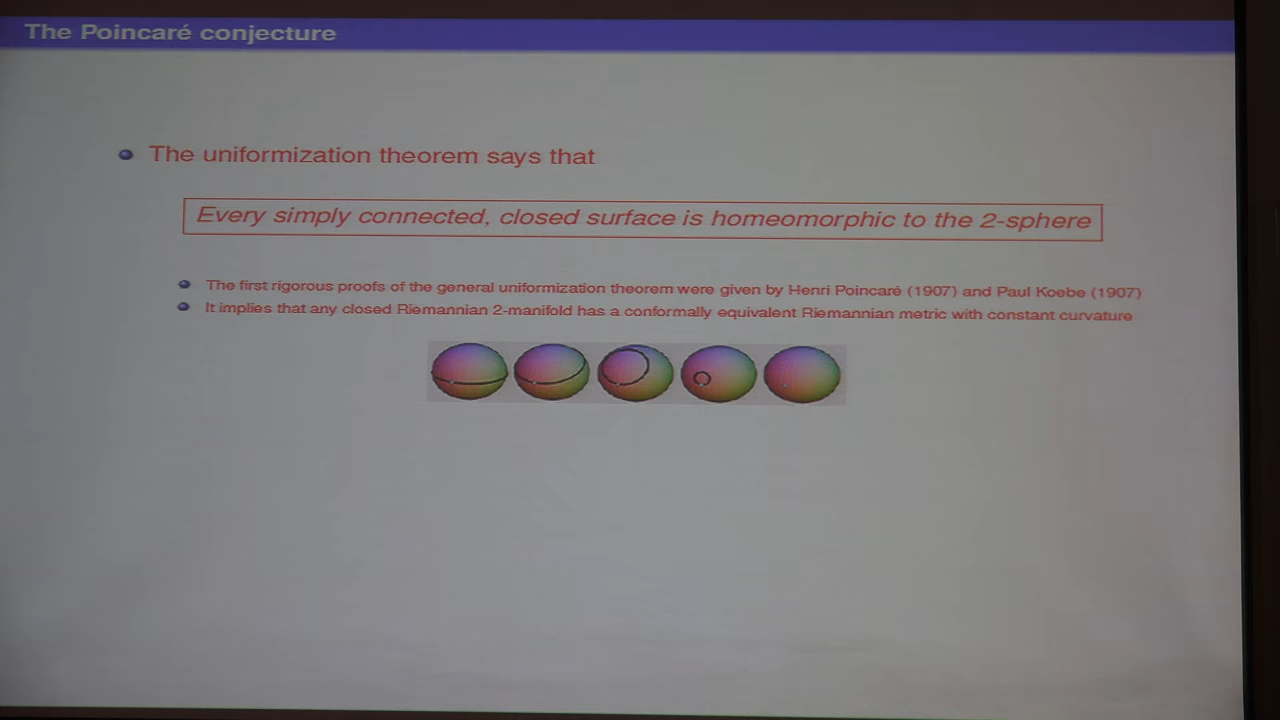 The Poincaré conjecture
The uniformization theorem says that
Every simply connected, closed surface is homeomorphic to the 2-sphere
The first rigorous proofs of the general uniformization theorem were given by Henri Poincaré (1907) and Paul Koebe (1907)
It implies that any closed Riemannian 2-manifold has a conformally equivalent Riemannian metric with constant curvature